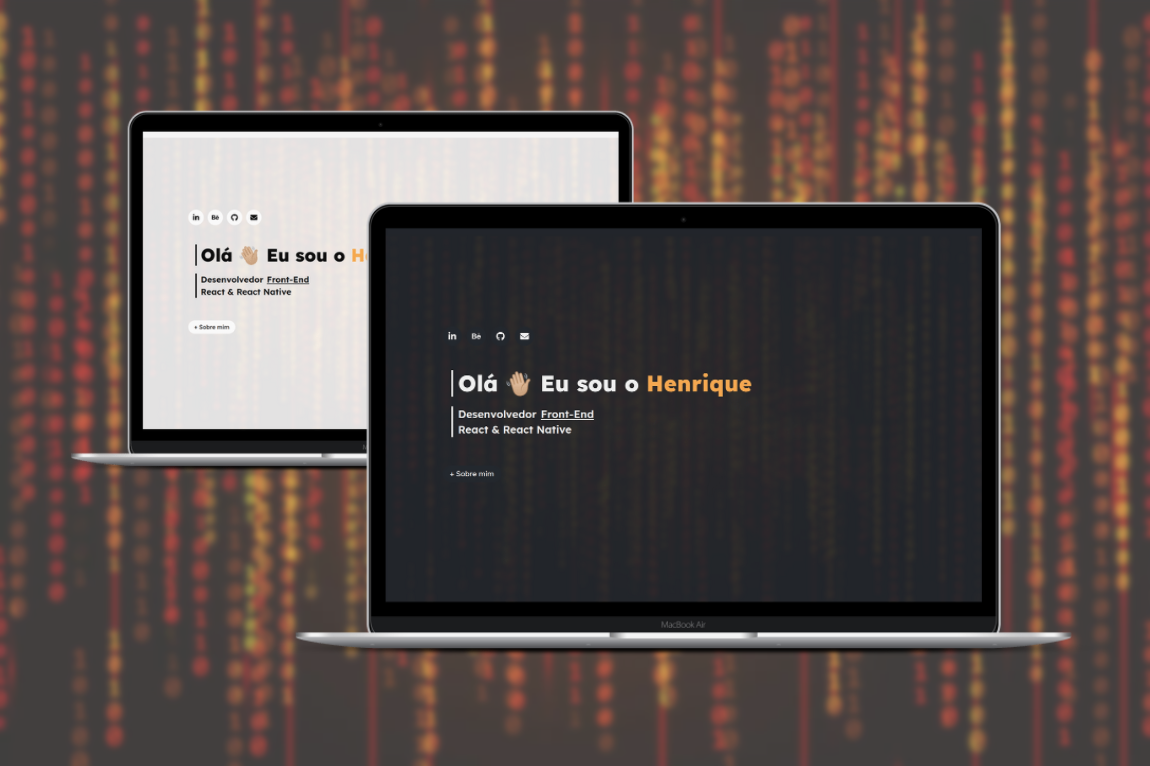 in Bē
Olá 👋🏼 Eu sou o H
Desenvolvedor Front-End
React & React Native
+ Sobre mim
in Bē
Olá 👋🏼 Eu sou o Henrique
Desenvolvedor Front-End
React & React Native
+ Sobre mim
MacBook Air